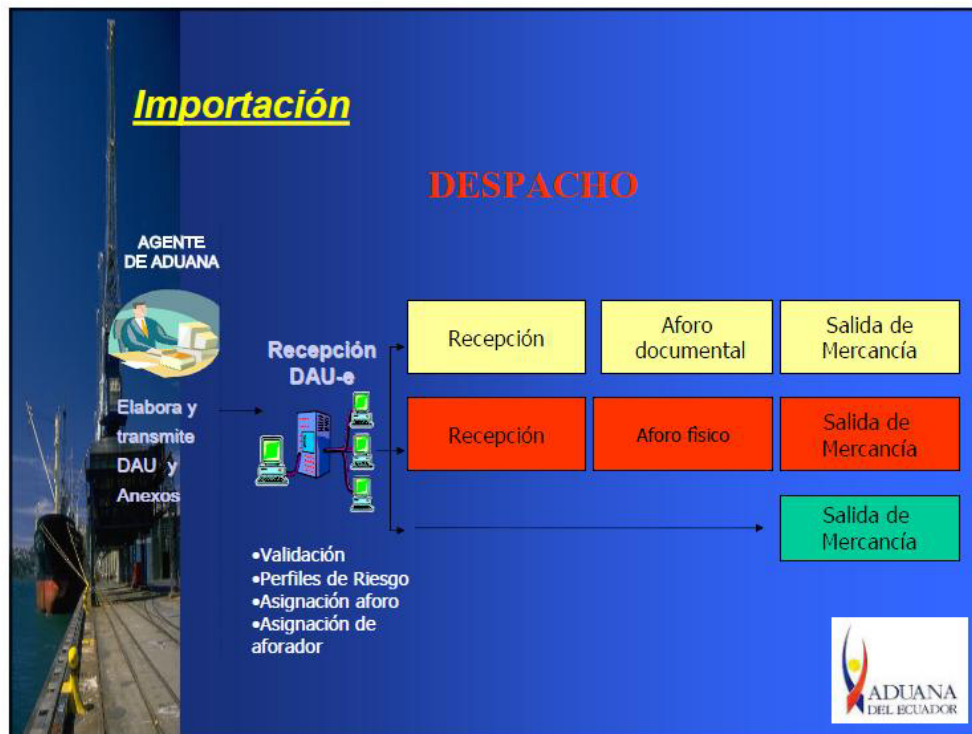 Importación
DESPACHO
AGENTE
DE ADUANA
Elabora y
transmite
DAU y
Anexos
Recepción
DAU-e
•Validación
•Perfiles de Riesgo
•Asignación aforo
•Asignación de
aforador
Recepción
Aforo
documental
Salida de
Mercancía
Recepción
Aforo fisico
Salida de
Mercancía
Salida de
Mercancía
ADUANA
DEL ECUADOR